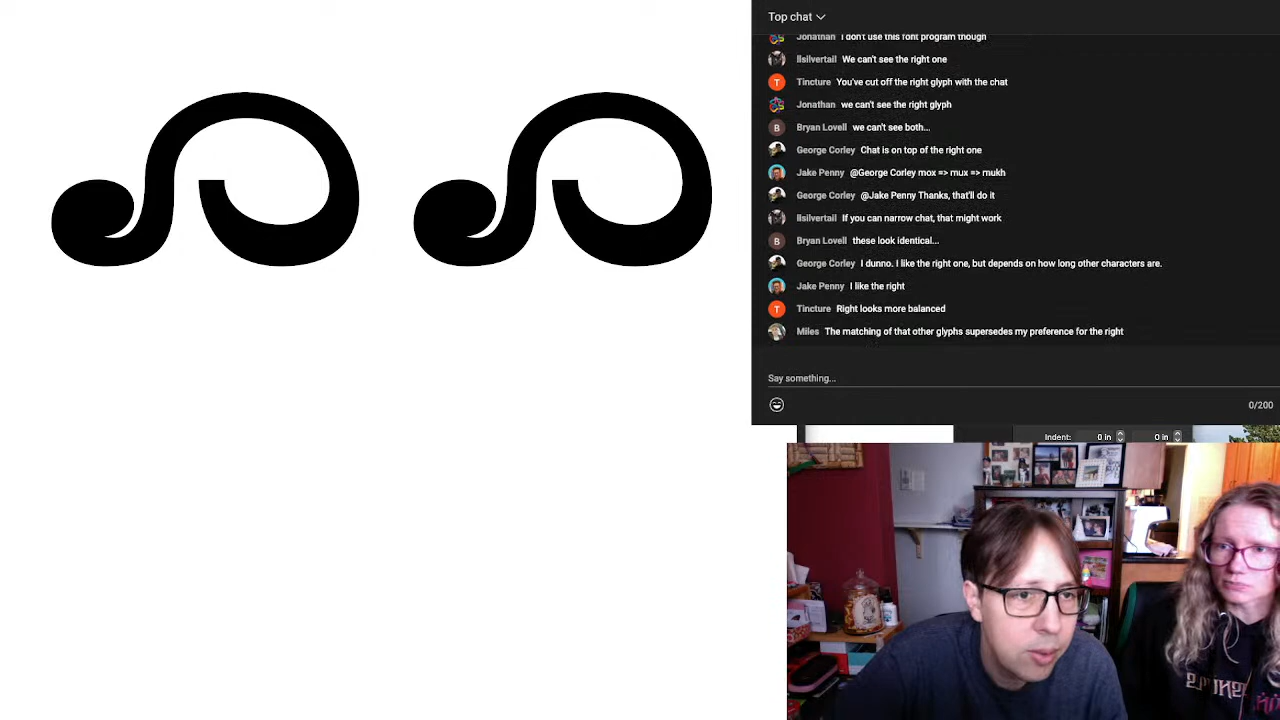 Top chat
Jonathan I don't use this font program though
llsilvertail We can't see the right one
T Tincture You've cut off the right glyph with the chat
Jonathan we can't see the right glyph
B Bryan Lovell we can't see both...
George Corley Chat is on top of the right one
Jake Penny @George Corley mox => mux => mukh
George Corley @Jake Penny Thanks, that'll do it
llsilvertail If you can narrow chat, that might work
B Bryan Lovell these look identical...
George Corley I dunno. I like the right one, but depends on how long other characters are.
Jake Penny I like the right
T Tincture Right looks more balanced
Miles The matching of that other glyphs supersedes my preference for the right
Say something...
0/200
Indent: 0 in 0 in